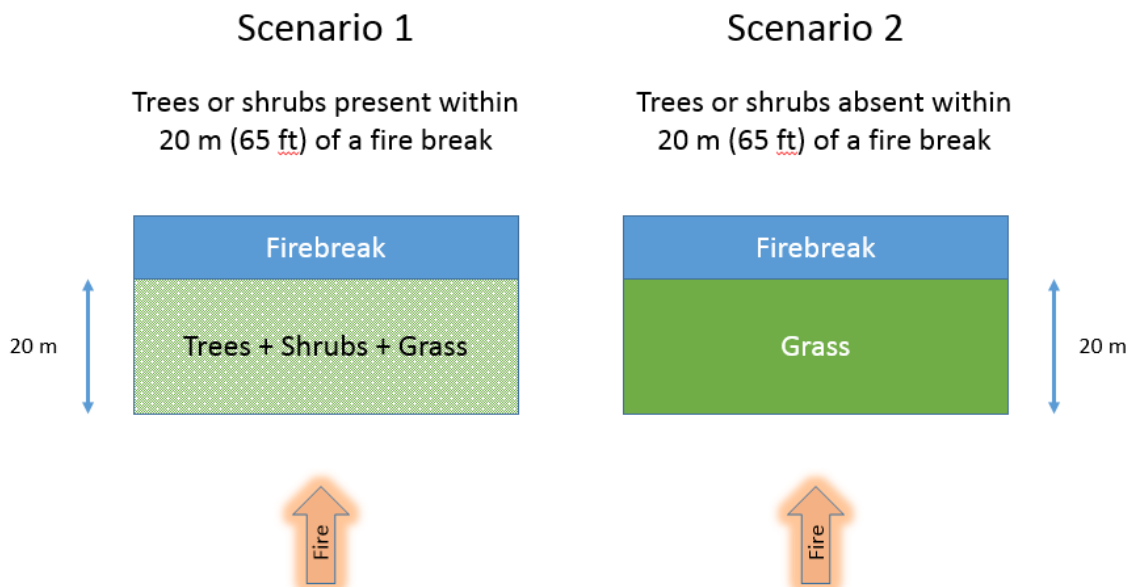 Scenario 1
Trees or shrubs present within
20 m (65 ft) of a fire break
Firebreak
20 m
Trees + Shrubs + Grass
Fire
Scenario 2
Trees or shrubs absent within
20 m (65 ft) of a fire break
Firebreak
Grass
20 m
Fire